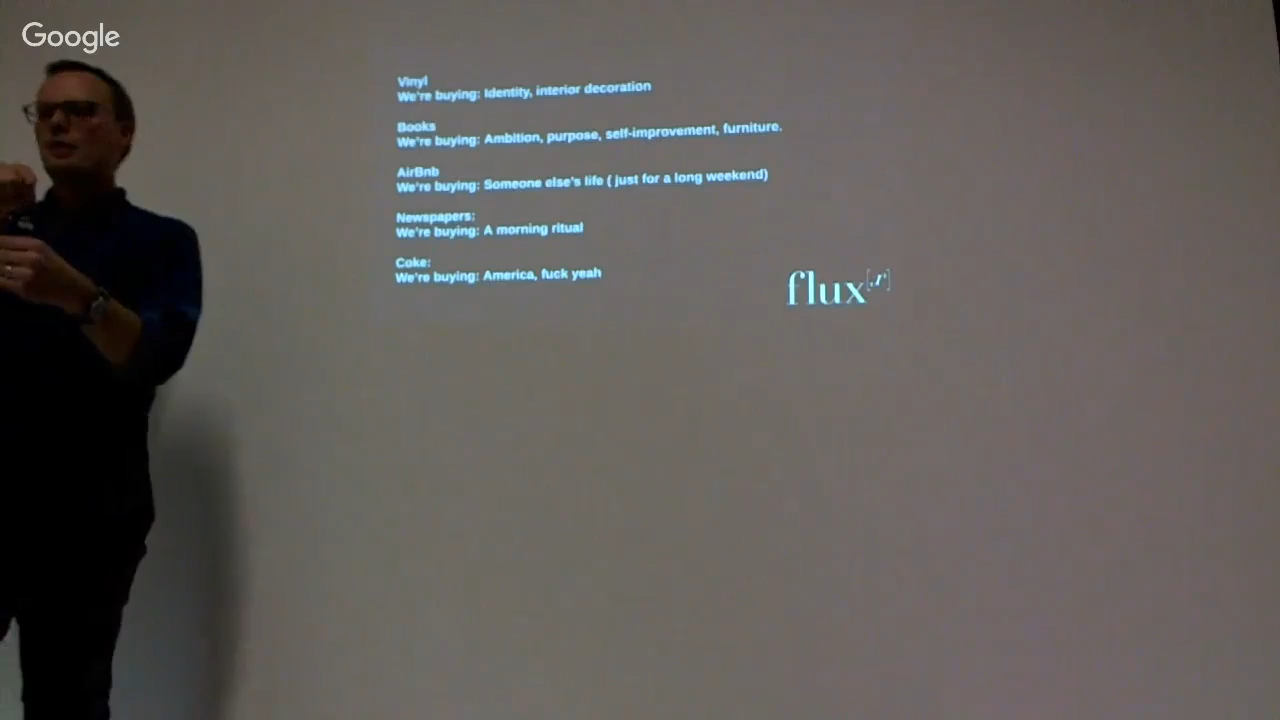 Google
Vinyl
We're buying: Identity, interior decoration
Books
We're buying: Ambition, purpose, self-improvement, furniture.
AirBnb
We're buying: Someone else's life ( just for a long weekend)
Newspapers:
We're buying: A morning ritual
Coke:
We're buying: America, fuck yeah
flux[.r]